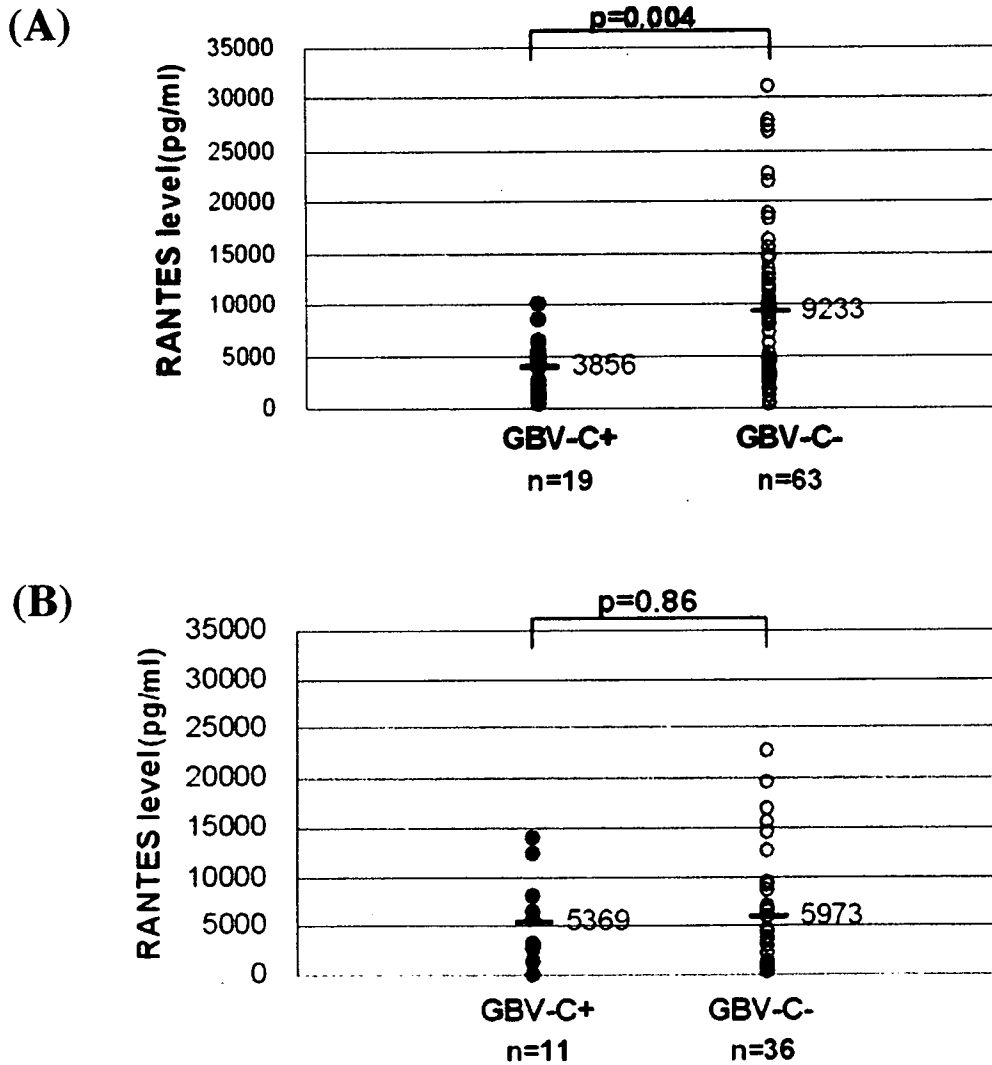 (A)
p=0.004
RANTES level(pg/ml)
35000
30000
25000
20000
15000
10000
5000
0
3856
9233
GBV-C+
GBV-C-
n=19
n=63
(B)
p=0.86
RANTES level(pg/ml)
35000
30000
25000
20000
15000
10000
5000
0
5369
5973
GBV-C+
GBV-C-
n=11
n=36